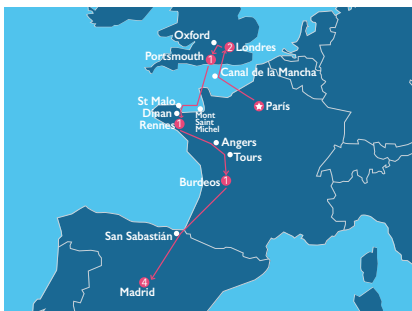 Oxford
2 Londres
Portsmouth 1
Canal de la Mancha
St Malo
París
Dinan
Mont
Saint
Michel
Rennes 1
Angers
Tours
Burdeos 1
San Sabastián
4
Madrid